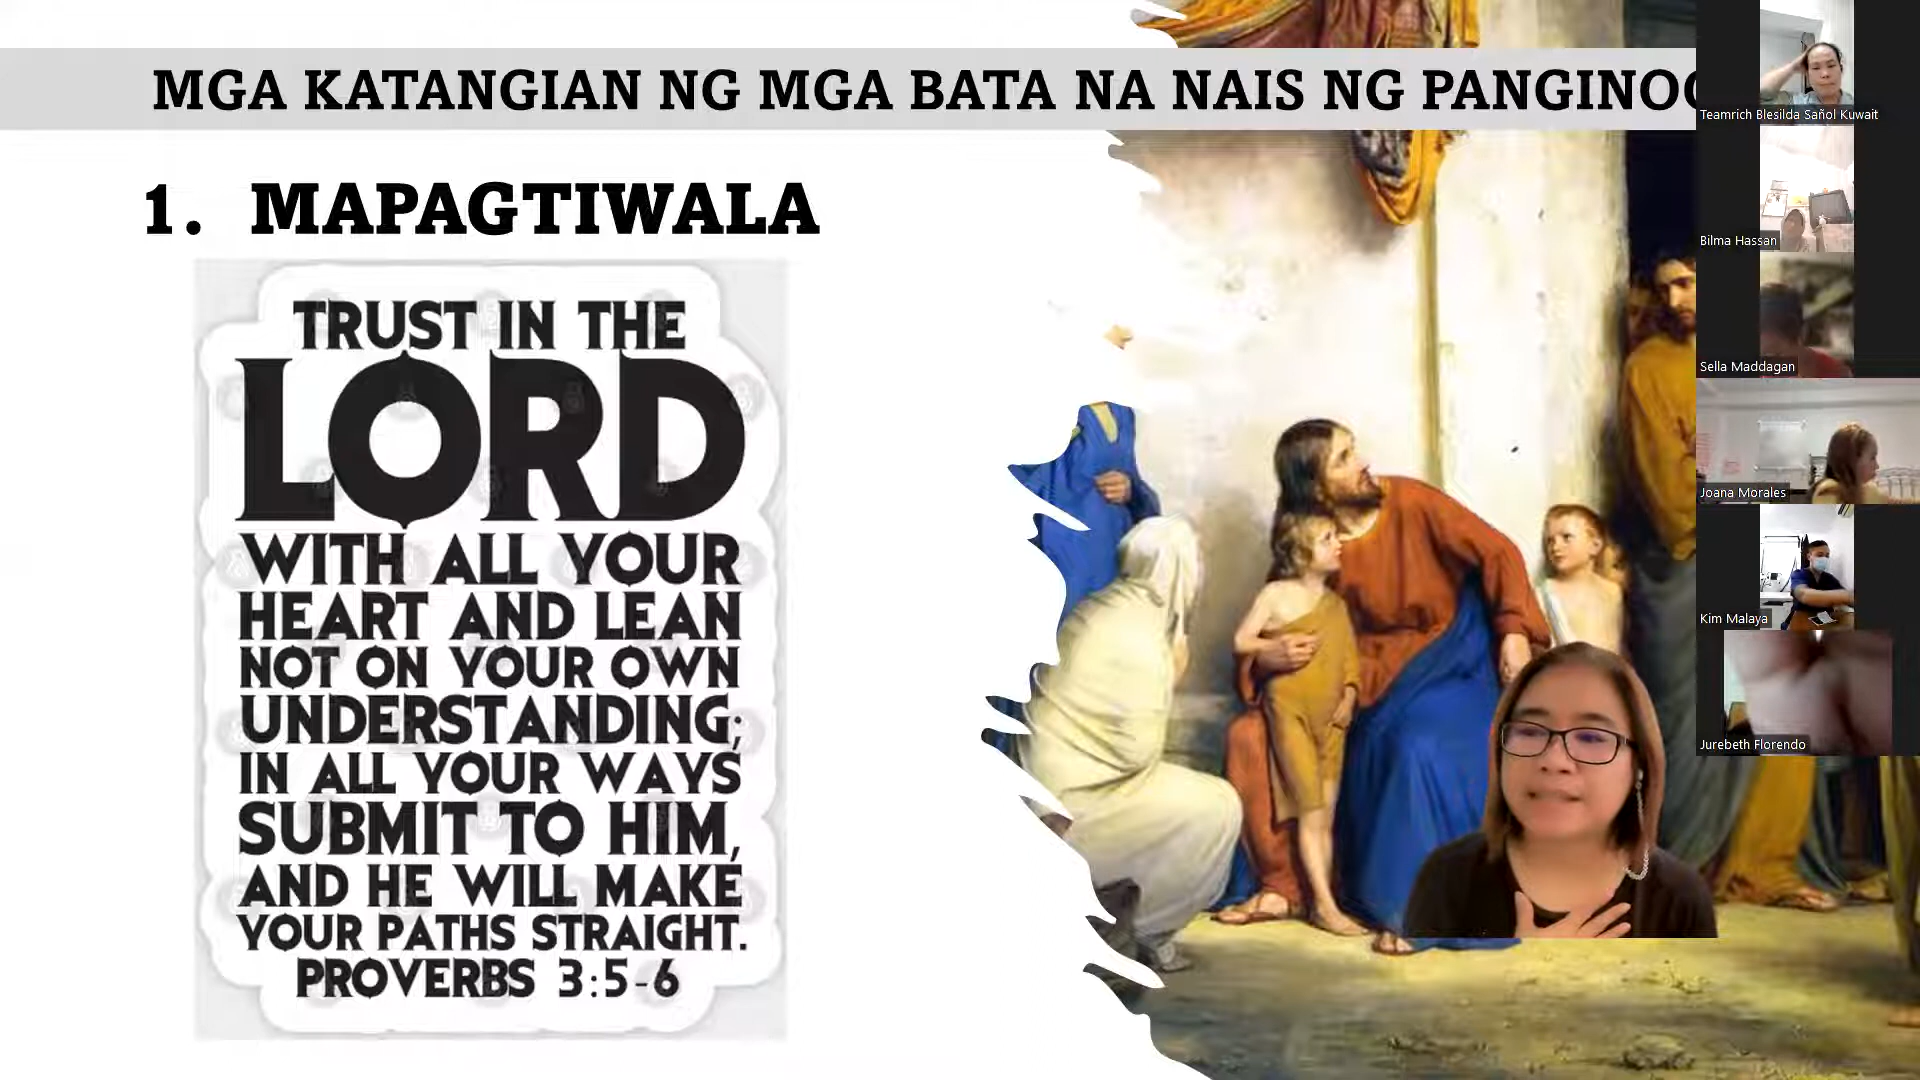 MGA KATANGIAN NG MGA BATA NA NAIS NG PANGINOO
1. MAPAGTIWALA
TRUST IN THE
LORD
WITH ALL YOUR
HEART AND LEAN
NOT ON YOUR OWN
UNDERSTANDING;
IN ALL YOUR WAYS
SUBMIT TO HIM,
AND HE WILL MAKE
YOUR PATHS STRAIGHT.
PROVERBS 3:5-6
Teamrich Blesilda Sañol Kuwait
Bilma Hassan
Sella Maddagan
Joana Morales
Kim Malaya
Jurebeth Florendo